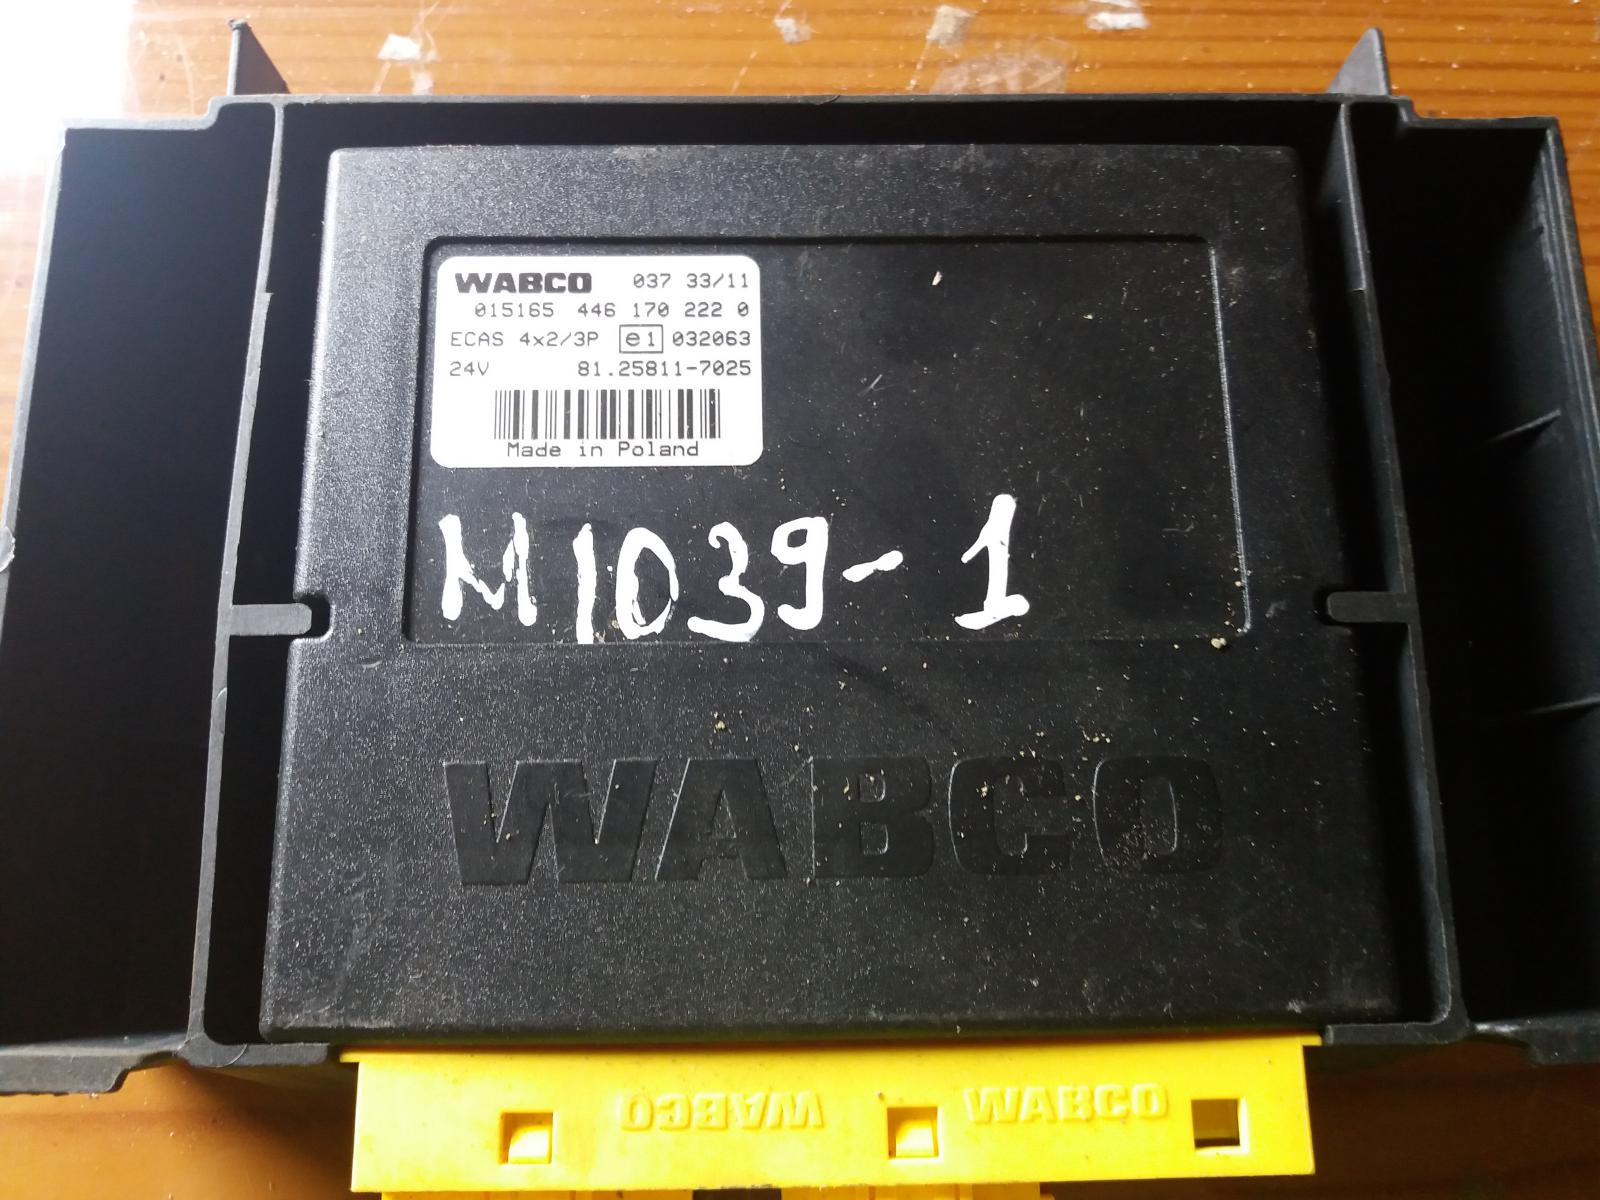 WABCO 037 33/11
015165 446 170 222 0
ECAS 4x2/3P e1 032063
24V 81.25811-7025
Made in Poland
M1039-1
WABCO
WABCO WABCO